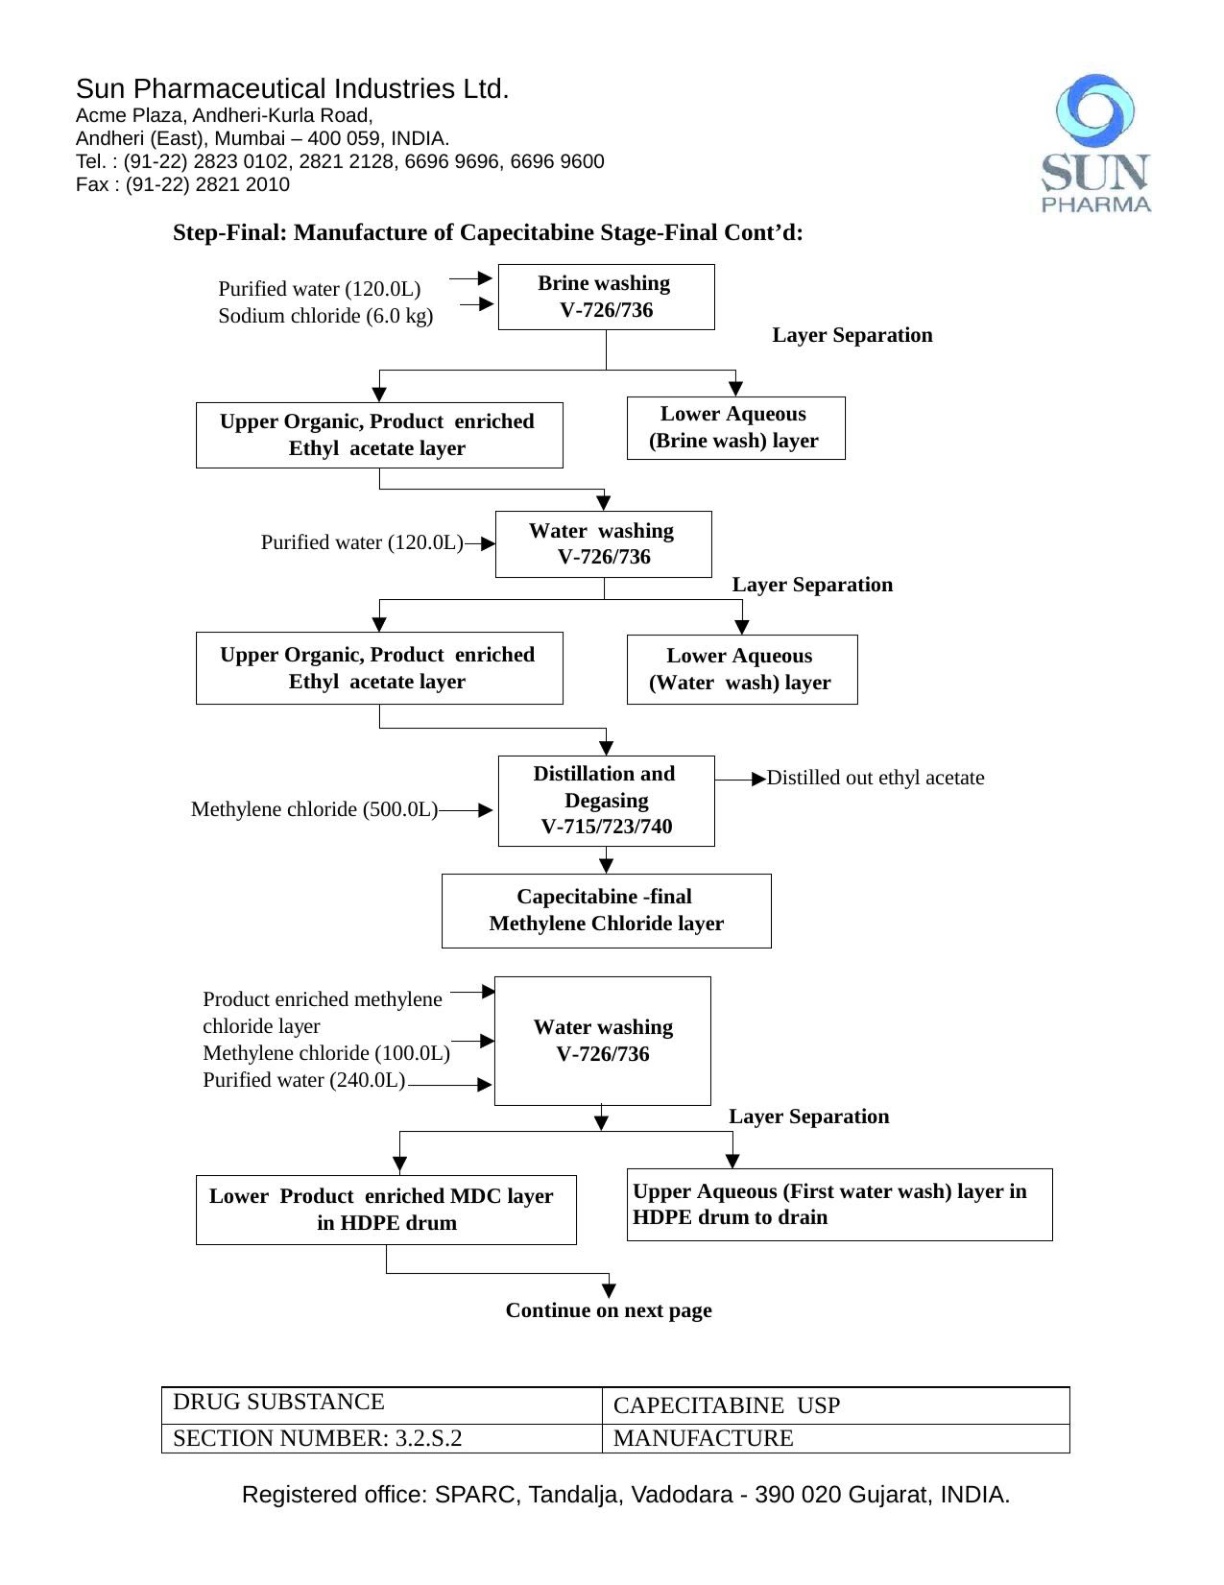 Sun Pharmaceutical Industries Ltd.
Acme Plaza, Andheri-Kurla Road,
Andheri (East), Mumbai – 400 059, INDIA.
Tel. : (91-22) 2823 0102, 2821 2128, 6696 9696, 6696 9600
Fax : (91-22) 2821 2010
SUN
PHARMA
Step-Final: Manufacture of Capecitabine Stage-Final Cont’d:
Purified water (120.0L)
Sodium chloride (6.0 kg)
Brine washing
V-726/736
Layer Separation
Upper Organic, Product enriched
Ethyl acetate layer
Lower Aqueous
(Brine wash) layer
Purified water (120.0L)
Water washing
V-726/736
Layer Separation
Upper Organic, Product enriched
Ethyl acetate layer
Lower Aqueous
(Water wash) layer
Distillation and
Degasing
V-715/723/740
Distilled out ethyl acetate
Methylene chloride (500.0L)
Capecitabine -final
Methylene Chloride layer
Product enriched methylene
chloride layer
Methylene chloride (100.0L)
Purified water (240.0L)
Water washing
V-726/736
Layer Separation
Lower Product enriched MDC layer
in HDPE drum
Upper Aqueous (First water wash) layer in
HDPE drum to drain
Continue on next page
DRUG SUBSTANCE
CAPECITABINE USP
SECTION NUMBER: 3.2.S.2
MANUFACTURE
Registered office: SPARC, Tandalja, Vadodara - 390 020 Gujarat, INDIA.